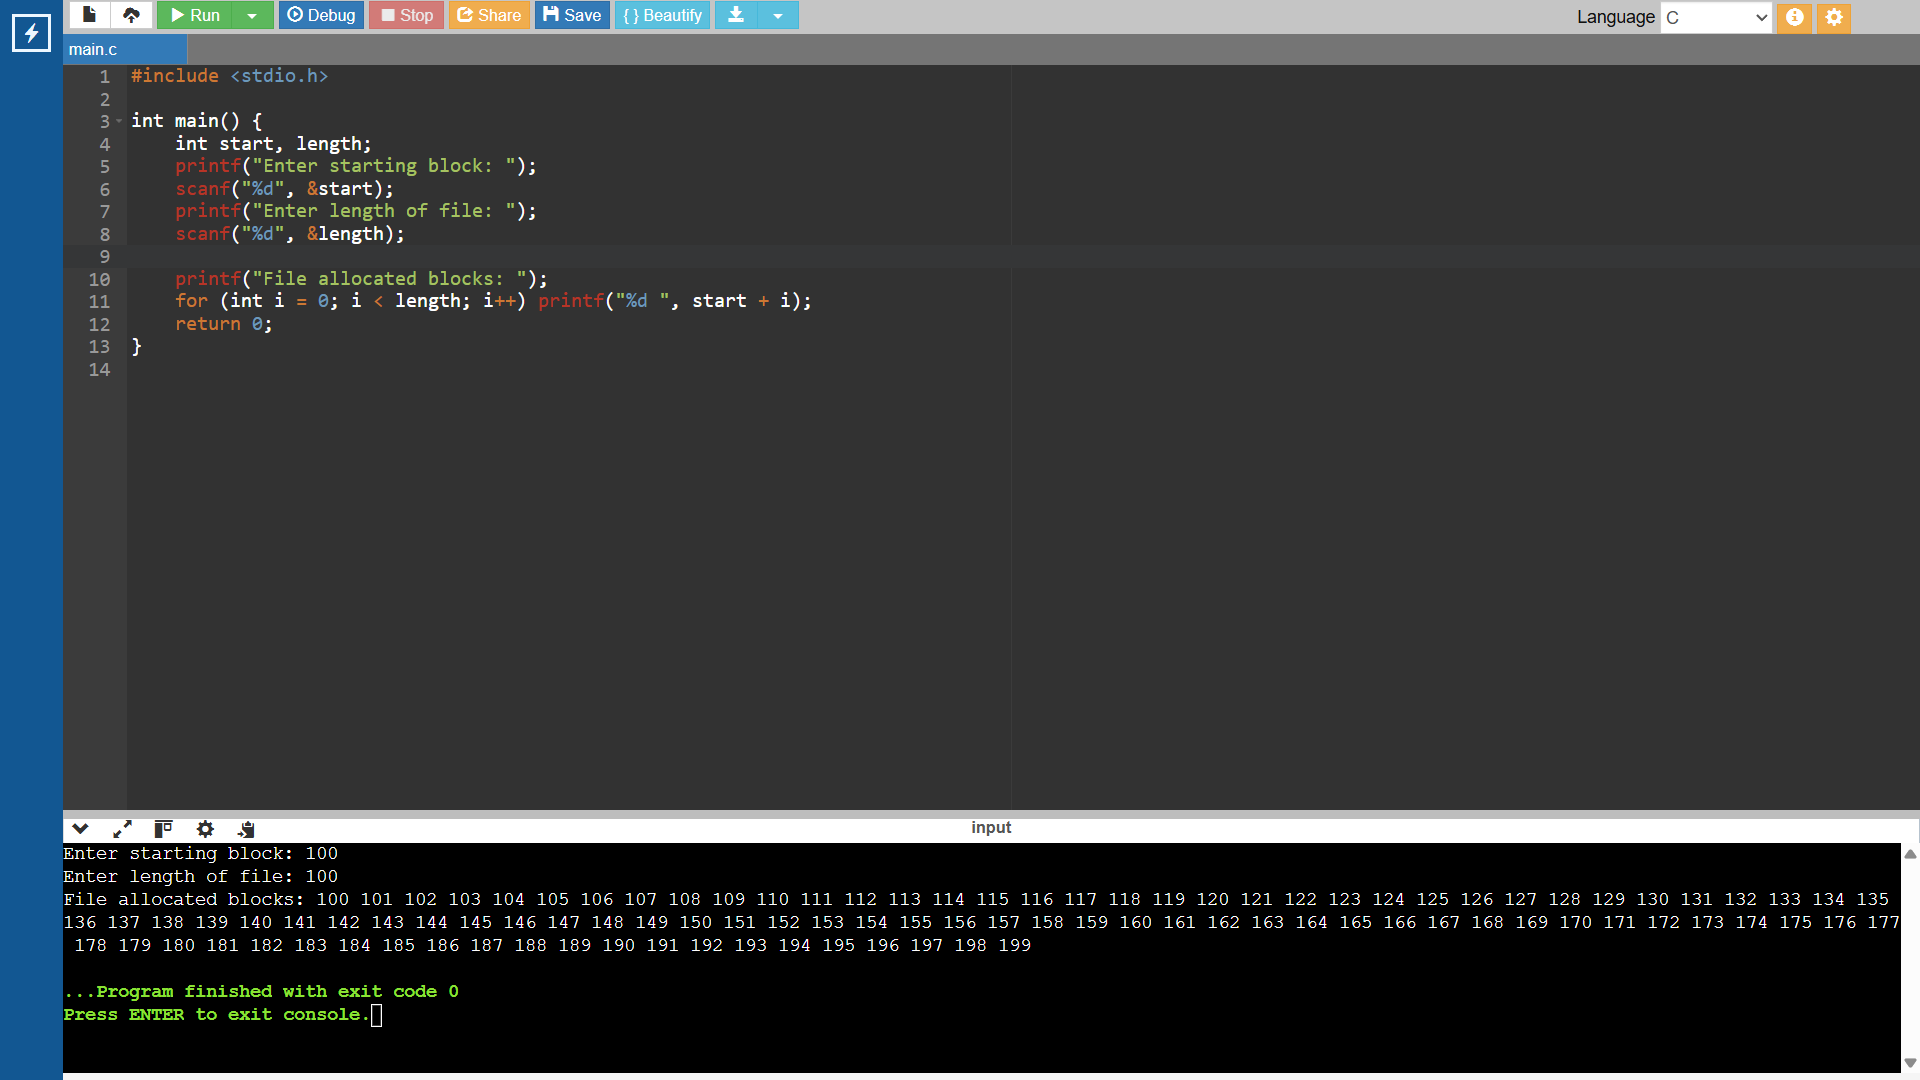 Run Debug Stop Share Save { } Beautify Language C
main.c
1 #include <stdio.h>
2
3 int main() {
4     int start, length;
5     printf("Enter starting block: ");
6     scanf("%d", &start);
7     printf("Enter length of file: ");
8     scanf("%d", &length);
9
10     printf("File allocated blocks: ");
11     for (int i = 0; i < length; i++) printf("%d ", start + i);
12     return 0;
13 }
14
input
Enter starting block: 100
Enter length of file: 100
File allocated blocks: 100 101 102 103 104 105 106 107 108 109 110 111 112 113 114 115 116 117 118 119 120 121 122 123 124 125 126 127 128 129 130 131 132 133 134 135
136 137 138 139 140 141 142 143 144 145 146 147 148 149 150 151 152 153 154 155 156 157 158 159 160 161 162 163 164 165 166 167 168 169 170 171 172 173 174 175 176 177
178 179 180 181 182 183 184 185 186 187 188 189 190 191 192 193 194 195 196 197 198 199
...Program finished with exit code 0
Press ENTER to exit console.